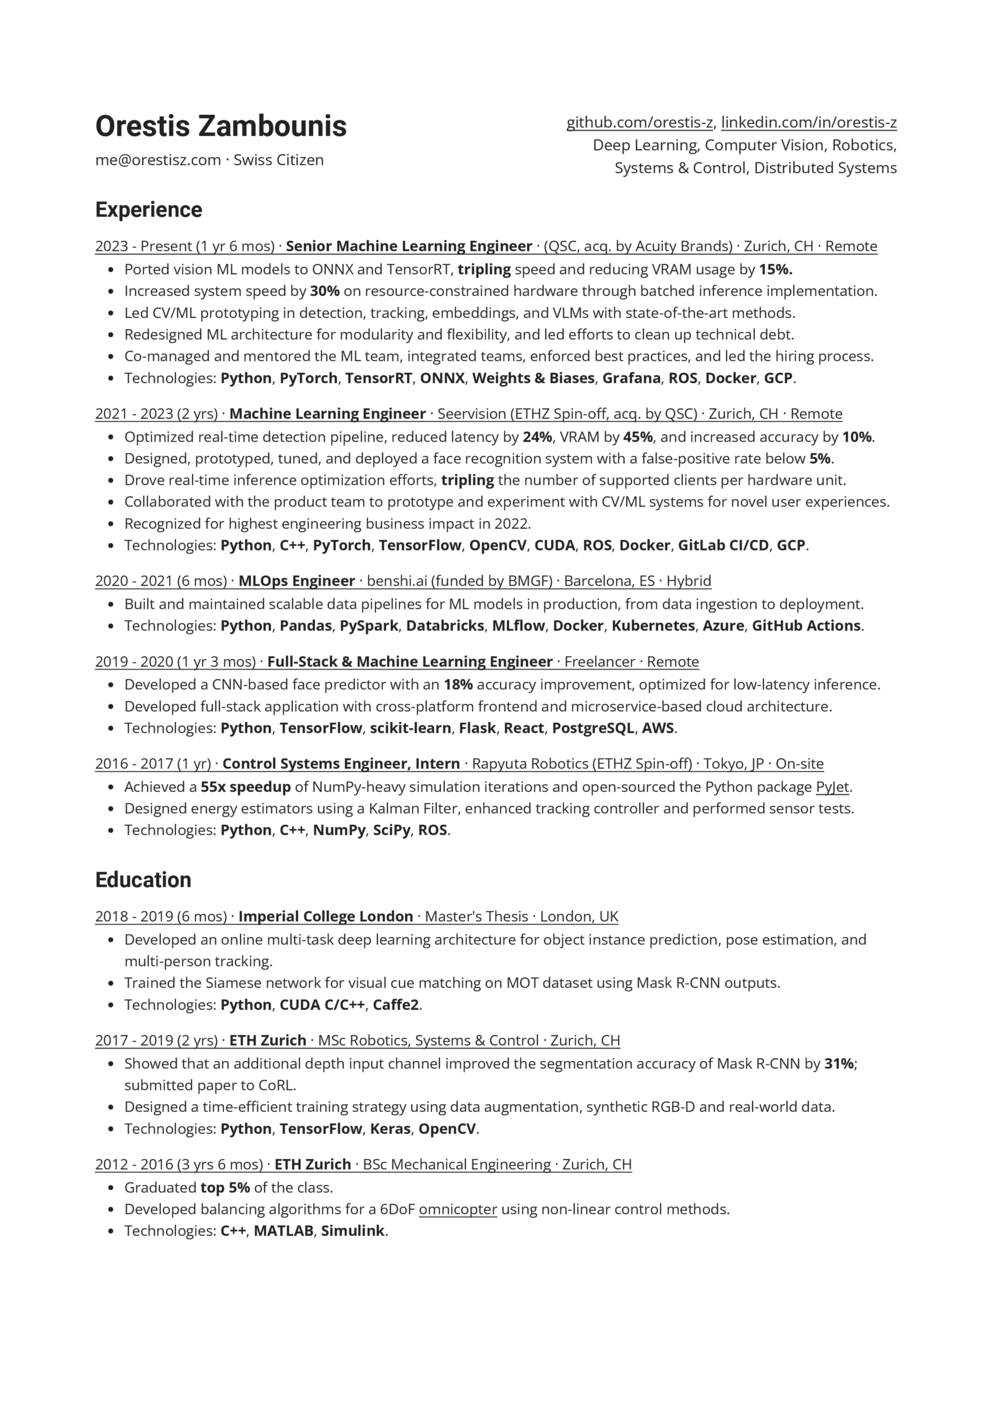 Orestis Zambounis
me@orestisz.com · Swiss Citizen
github.com/orestis-z, linkedin.com/in/orestis-z
Deep Learning, Computer Vision, Robotics,
Systems & Control, Distributed Systems
Experience
2023 - Present (1 yr 6 mos) · Senior Machine Learning Engineer · (QSC, acq. by Acuity Brands) · Zurich, CH · Remote
• Ported vision ML models to ONNX and TensorRT, tripling speed and reducing VRAM usage by 15%.
• Increased system speed by 30% on resource-constrained hardware through batched inference implementation.
• Led CV/ML prototyping in detection, tracking, embeddings, and VLMs with state-of-the-art methods.
• Redesigned ML architecture for modularity and flexibility, and led efforts to clean up technical debt.
• Co-managed and mentored the ML team, integrated teams, enforced best practices, and led the hiring process.
• Technologies: Python, PyTorch, TensorRT, ONNX, Weights & Biases, Grafana, ROS, Docker, GCP.
2021 - 2023 (2 yrs) · Machine Learning Engineer · Seervision (ETHZ Spin-off, acq. by QSC) · Zurich, CH · Remote
• Optimized real-time detection pipeline, reduced latency by 24%, VRAM by 45%, and increased accuracy by 10%.
• Designed, prototyped, tuned, and deployed a face recognition system with a false-positive rate below 5%.
• Drove real-time inference optimization efforts, tripling the number of supported clients per hardware unit.
• Collaborated with the product team to prototype and experiment with CV/ML systems for novel user experiences.
• Recognized for highest engineering business impact in 2022.
• Technologies: Python, C++, PyTorch, TensorFlow, OpenCV, CUDA, ROS, Docker, GitLab CI/CD, GCP.
2020 - 2021 (6 mos) · MLOps Engineer · benshi.ai (funded by BMGF) · Barcelona, ES · Hybrid
• Built and maintained scalable data pipelines for ML models in production, from data ingestion to deployment.
• Technologies: Python, Pandas, PySpark, Databricks, MLflow, Docker, Kubernetes, Azure, GitHub Actions.
2019 - 2020 (1 yr 3 mos) · Full-Stack & Machine Learning Engineer · Freelancer · Remote
• Developed a CNN-based face predictor with an 18% accuracy improvement, optimized for low-latency inference.
• Developed full-stack application with cross-platform frontend and microservice-based cloud architecture.
• Technologies: Python, TensorFlow, scikit-learn, Flask, React, PostgreSQL, AWS.
2016 - 2017 (1 yr) · Control Systems Engineer, Intern · Rapyuta Robotics (ETHZ Spin-off) · Tokyo, JP · On-site
• Achieved a 55x speedup of NumPy-heavy simulation iterations and open-sourced the Python package PyJet.
• Designed energy estimators using a Kalman Filter, enhanced tracking controller and performed sensor tests.
• Technologies: Python, C++, NumPy, SciPy, ROS.
Education
2018 - 2019 (6 mos) · Imperial College London · Master's Thesis · London, UK
• Developed an online multi-task deep learning architecture for object instance prediction, pose estimation, and
multi-person tracking.
• Trained the Siamese network for visual cue matching on MOT dataset using Mask R-CNN outputs.
• Technologies: Python, CUDA C/C++, Caffe2.
2017 - 2019 (2 yrs) · ETH Zurich · MSc Robotics, Systems & Control · Zurich, CH
• Showed that an additional depth input channel improved the segmentation accuracy of Mask R-CNN by 31%;
submitted paper to CoRL.
• Designed a time-efficient training strategy using data augmentation, synthetic RGB-D and real-world data.
• Technologies: Python, TensorFlow, Keras, OpenCV.
2012 - 2016 (3 yrs 6 mos) · ETH Zurich · BSc Mechanical Engineering · Zurich, CH
• Graduated top 5% of the class.
• Developed balancing algorithms for a 6DoF omnicopter using non-linear control methods.
• Technologies: C++, MATLAB, Simulink.